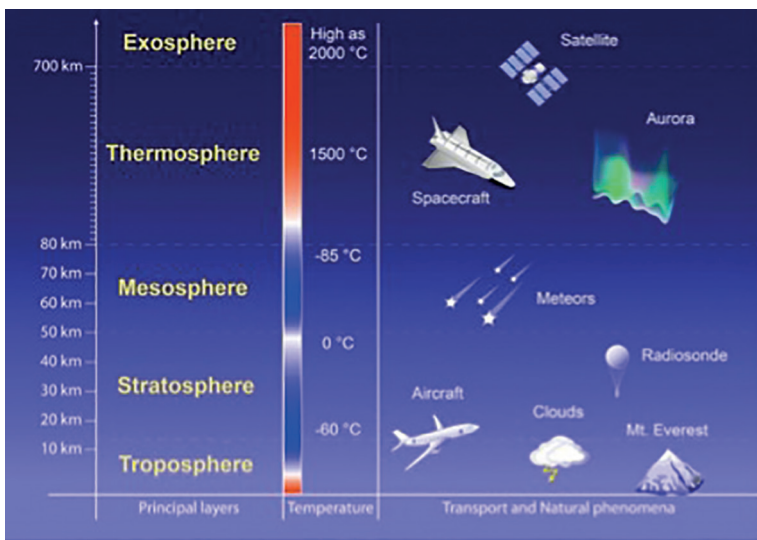 Exosphere
High as
2000 °C
Satellite
700 km
Aurora
Thermosphere
1500 °C
Spacecraft
80 km
-85 °C
70 km
Mesosphere
Meteors
60 km
50 km
0 °C
Radiosonde
40 km
Stratosphere
Aircraft
30 km
Clouds
20 km
-60 °C
Mt. Everest
10 km
Troposphere
Principal layers
Temperature
Transport and Natural phenomena